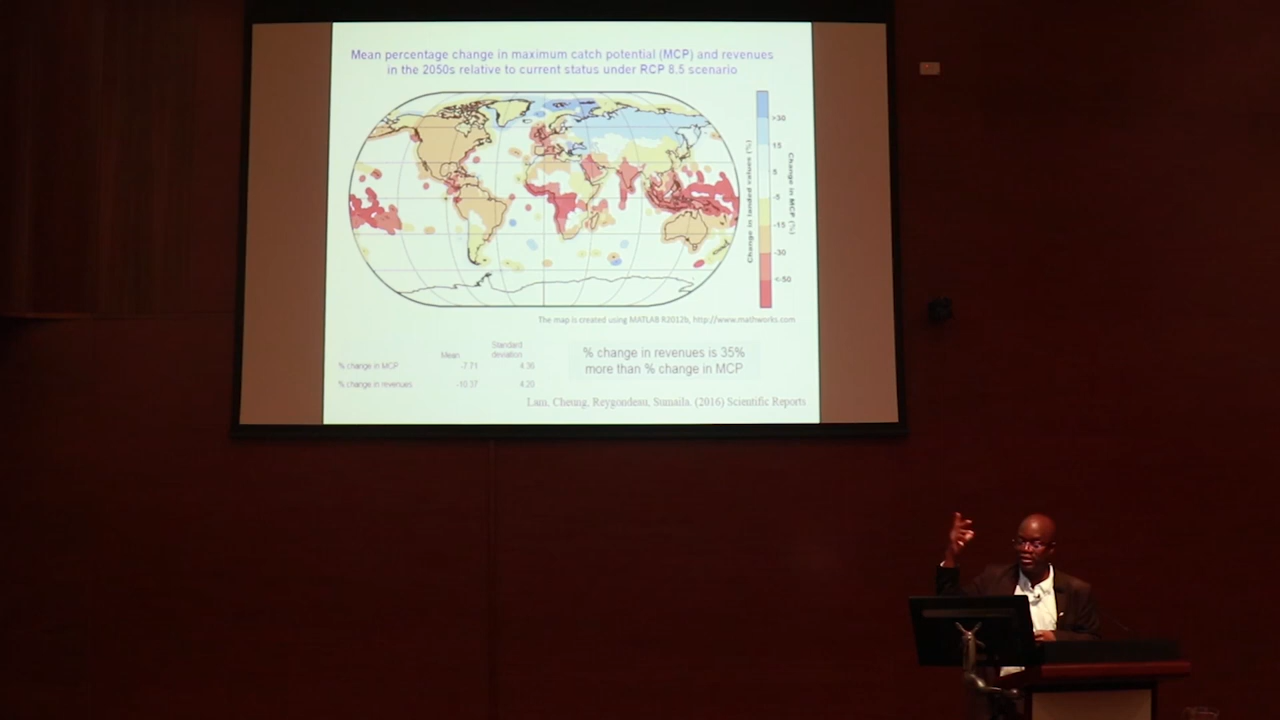 Mean percentage change in maximum catch potential (MCP) and revenues
in the 2050s relative to current status under RCP 8.5 scenario
>30
15
5
-5
-15
-30
<-50
Change in landed values (%)
Change in MCP (%)
The map is created using MATLAB R2012b, http://www.mathworks.com
Mean Standard deviation
% change in MCP -7.71 4.36
% change in revenues -10.37 4.20
% change in revenues is 35%
more than % change in MCP
Lam, Cheung, Reygondeau, Sumaila. (2016) Scientific Reports